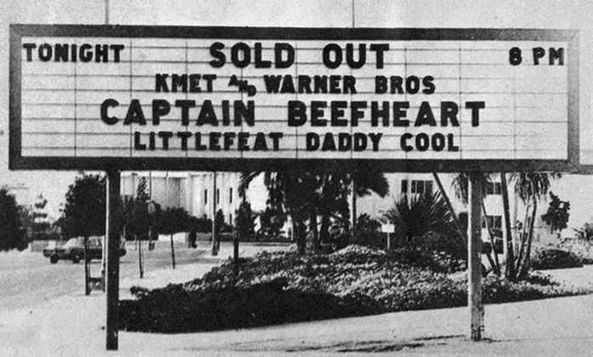 TONIGHT SOLD OUT 8 PM
KMET AND WARNER BROS
CAPTAIN BEEFHEART
LITTLEFEAT DADDY COOL